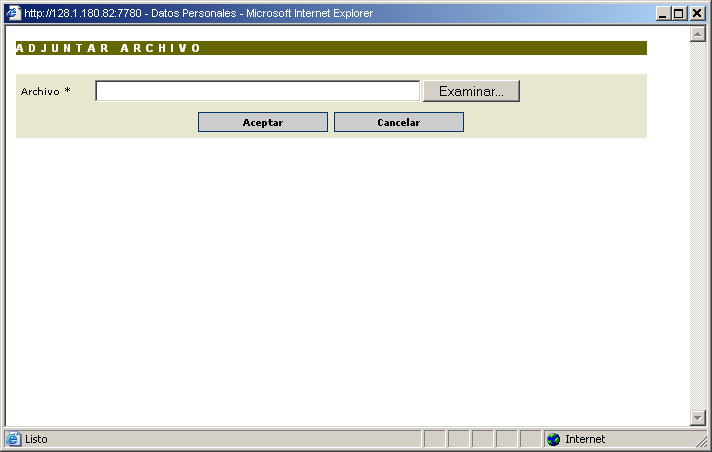 http://128.1.180.82:7780 - Datos Personales - Microsoft Internet Explorer
ADJUNTAR ARCHIVO
Archivo * Examinar...
Aceptar Cancelar
Listo Internet